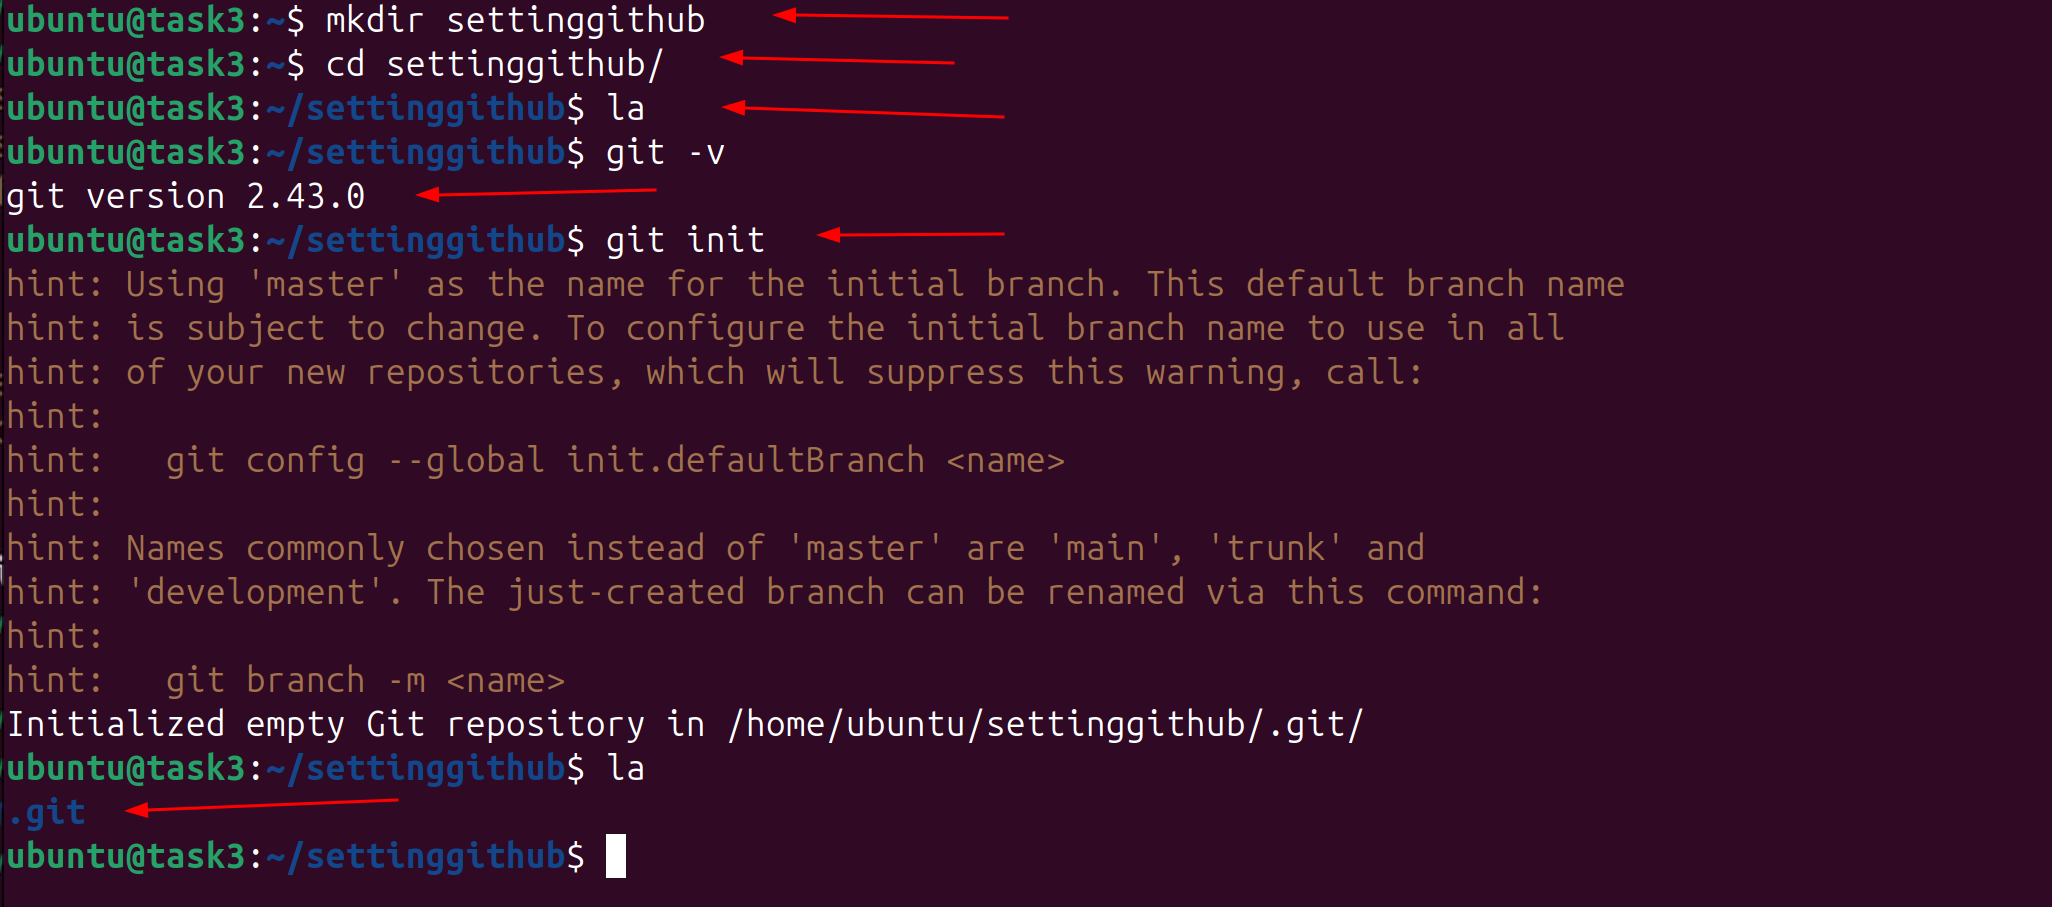 ubuntu@task3:~$ mkdir settinggithub
ubuntu@task3:~$ cd settinggithub/
ubuntu@task3:~/settinggithub$ la
ubuntu@task3:~/settinggithub$ git -v
git version 2.43.0
ubuntu@task3:~/settinggithub$ git init
hint: Using 'master' as the name for the initial branch. This default branch name
hint: is subject to change. To configure the initial branch name to use in all
hint: of your new repositories, which will suppress this warning, call:
hint:
hint:   git config --global init.defaultBranch <name>
hint:
hint: Names commonly chosen instead of 'master' are 'main', 'trunk' and
hint: 'development'. The just-created branch can be renamed via this command:
hint:
hint:   git branch -m <name>
Initialized empty Git repository in /home/ubuntu/settinggithub/.git/
ubuntu@task3:~/settinggithub$ la
.git
ubuntu@task3:~/settinggithub$